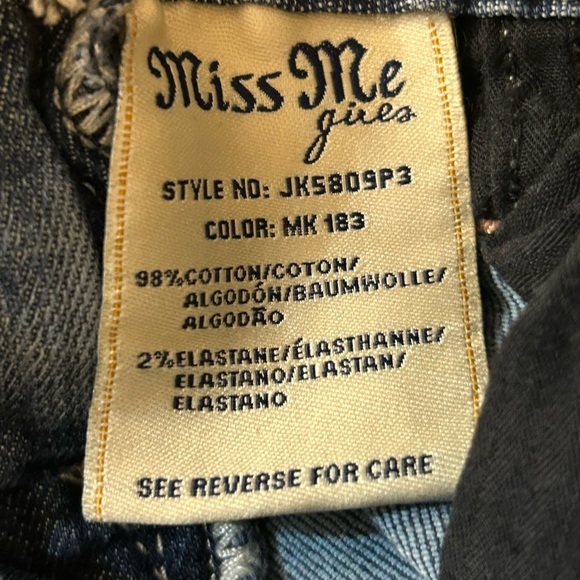 Miss Me
girls
STYLE NO: JK5809P3
COLOR: MK 183
98%COTTON/COTON/
ALGODÓN/BAUMWOLLE/
ALGODÃO
2%ELASTANE/ÉLASTHANNE/
ELASTANO/ELASTAN/
ELASTANO
SEE REVERSE FOR CARE